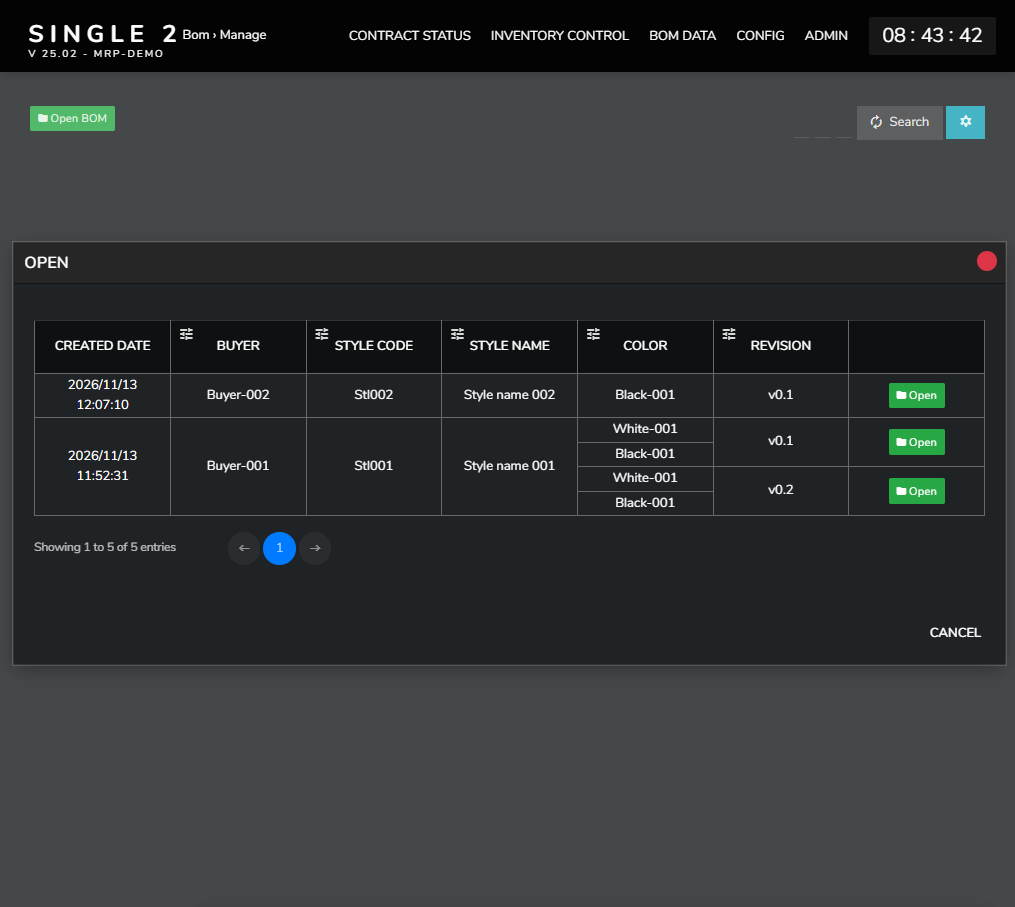 SINGLE 2 Bom › Manage
V 25.02 - MRP-DEMO
CONTRACT STATUS INVENTORY CONTROL BOM DATA CONFIG ADMIN 08 : 43 : 42
Open BOM
Search
OPEN
CREATED DATE BUYER STYLE CODE STYLE NAME COLOR REVISION
2026/11/13
12:07:10
Buyer-002 Stl002 Style name 002 Black-001 v0.1 Open
2026/11/13
11:52:31
Buyer-001 Stl001 Style name 001
White-001
Black-001
v0.1 Open
White-001
Black-001
v0.2 Open
Showing 1 to 5 of 5 entries ← 1 →
CANCEL